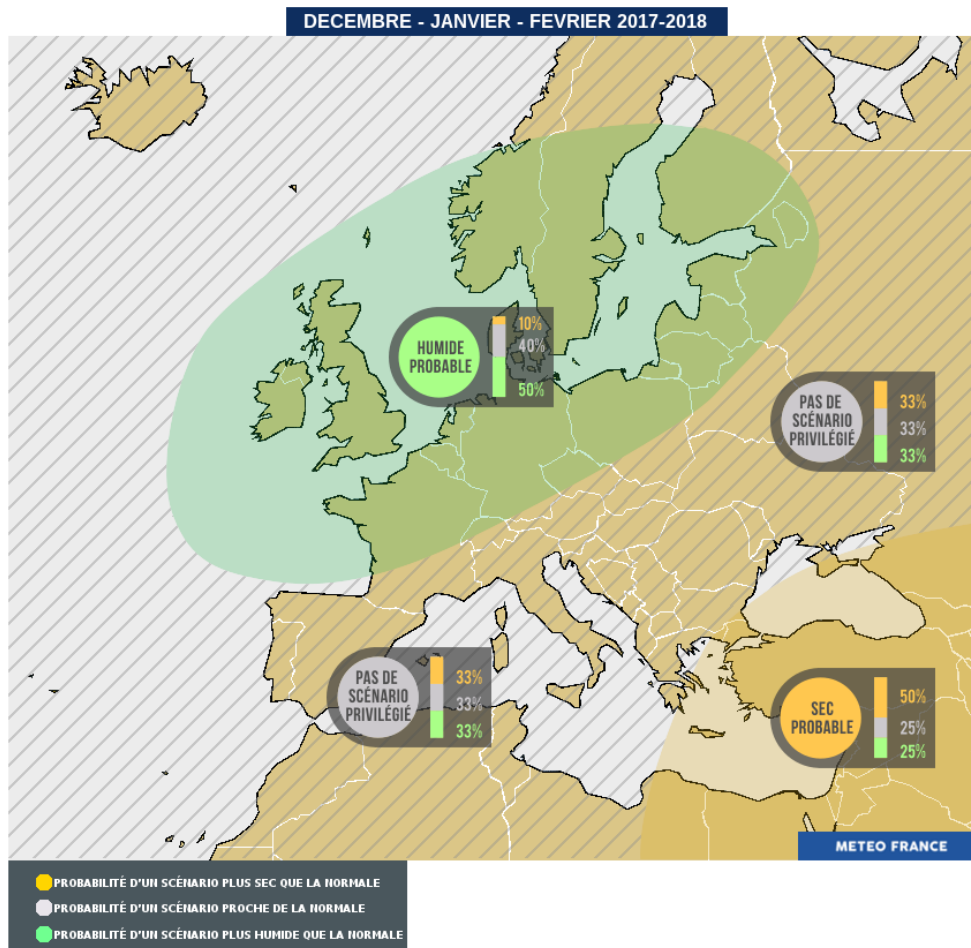 DECEMBRE - JANVIER - FEVRIER 2017-2018
HUMIDE
PROBABLE
10%
40%
50%
PAS DE
SCÉNARIO
PRIVILÉGIÉ
33%
33%
33%
PAS DE
SCÉNARIO
PRIVILÉGIÉ
33%
33%
33%
SEC
PROBABLE
50%
25%
25%
METEO FRANCE
PROBABILITÉ D'UN SCÉNARIO PLUS SEC QUE LA NORMALE
PROBABILITÉ D'UN SCÉNARIO PROCHE DE LA NORMALE
PROBABILITÉ D'UN SCÉNARIO PLUS HUMIDE QUE LA NORMALE